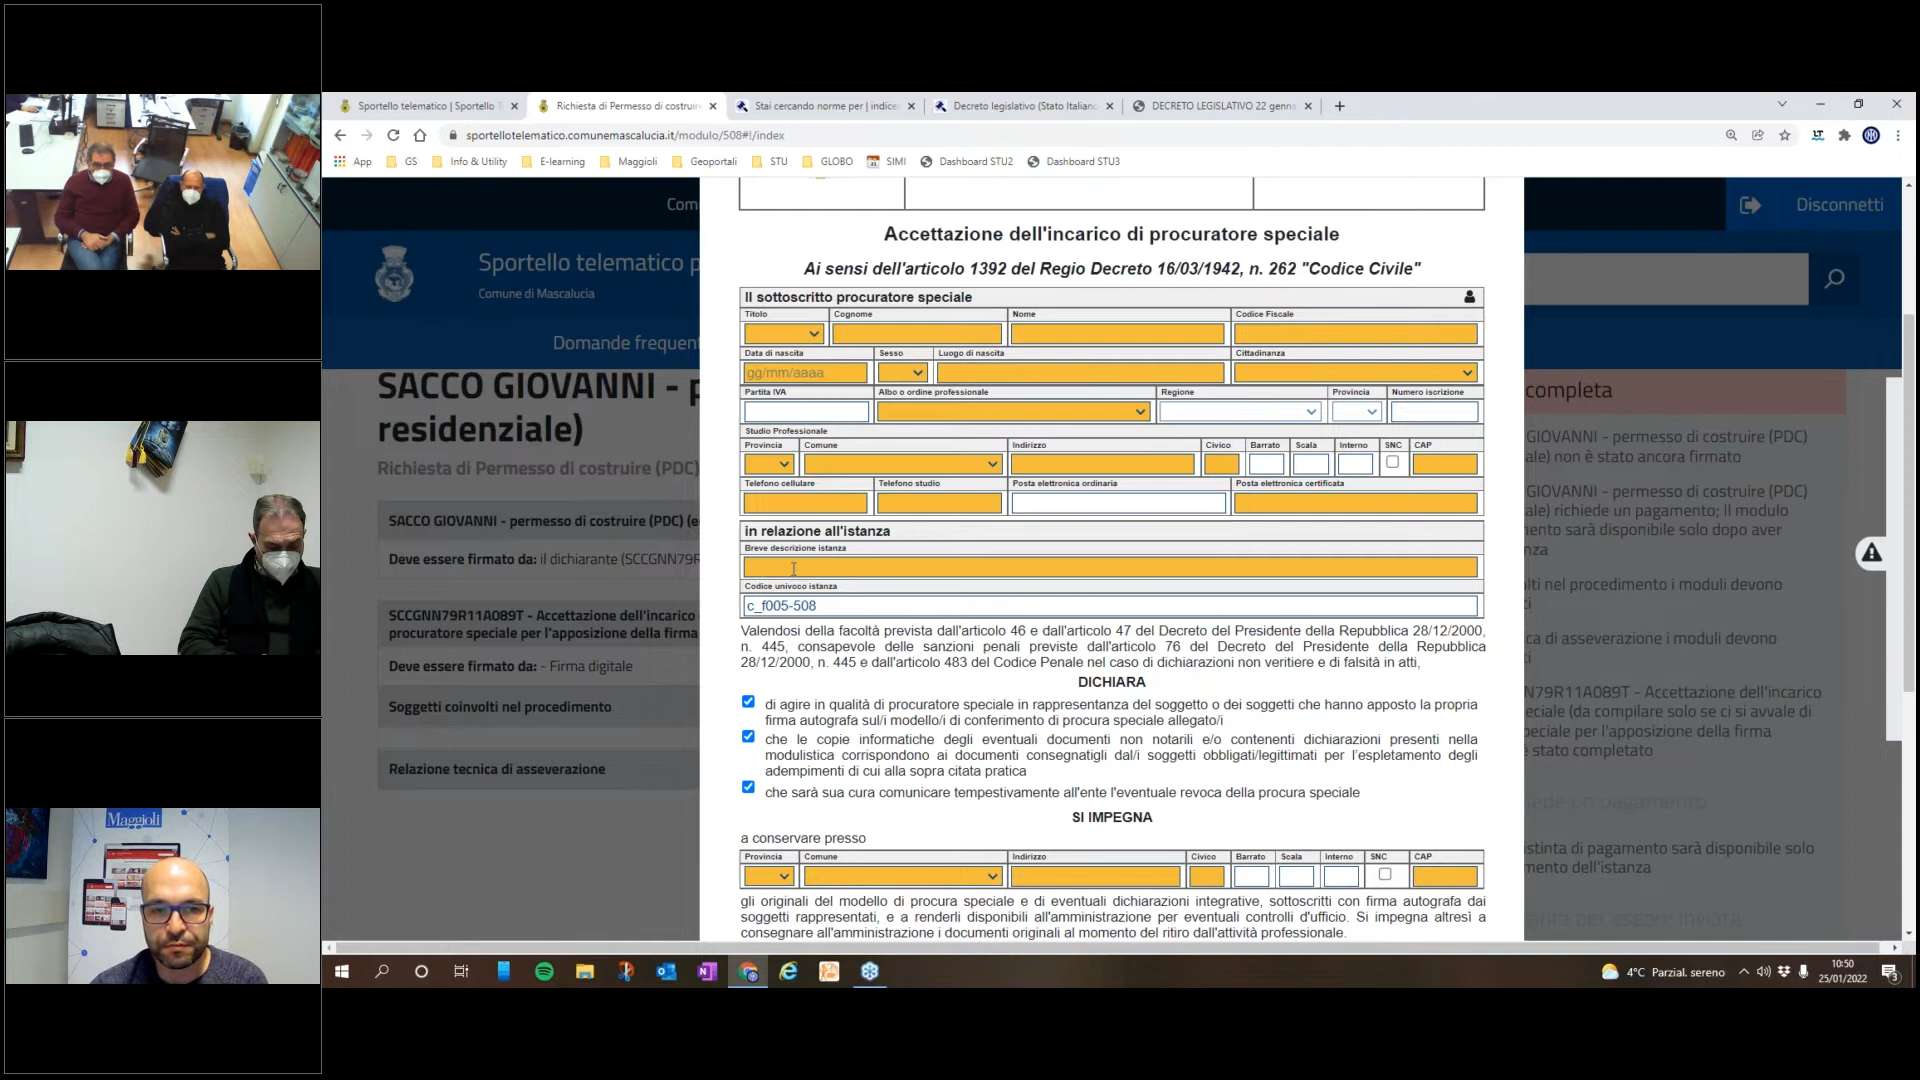 Sportello telematico | Sportello T
Richiesta di Permesso di costruir
Stai cercando norme per | indice
Decreto legislativo (Stato Italiano
DECRETO LEGISLATIVO 22 genna
sportellotelematico.comunemascalucia.it/modulo/508#!/index
App GS Info & Utility E-learning Maggioli Geoportali STU GLOBO SIMI Dashboard STU2 Dashboard STU3
Com
Disconnetti
Sportello telematico p
Comune di Mascalucia
Domande frequent
SACCO GIOVANNI - p
residenziale)
Richiesta di Permesso di costruire (PDC)
SACCO GIOVANNI - permesso di costruire (PDC) (e
Deve essere firmato da: il dichiarante (SCCGNN79R
SCCGNN79R11A089T - Accettazione dell'incarico
procuratore speciale per l'apposizione della firma
Deve essere firmato da: - Firma digitale
Soggetti coinvolti nel procedimento
Relazione tecnica di asseverazione
Accettazione dell'incarico di procuratore speciale
Ai sensi dell'articolo 1392 del Regio Decreto 16/03/1942, n. 262 "Codice Civile"
Il sottoscritto procuratore speciale
Titolo Cognome Nome Codice Fiscale
Data di nascita Sesso Luogo di nascita Cittadinanza
gg/mm/aaaa
Partita IVA Albo o ordine professionale Regione Provincia Numero iscrizione
Studio Professionale
Provincia Comune Indirizzo Civico Barrato Scala Interno SNC CAP
Telefono cellulare Telefono studio Posta elettronica ordinaria Posta elettronica certificata
in relazione all'istanza
Breve descrizione istanza
Codice univoco istanza
c_f005-508
Valendosi della facoltà prevista dall'articolo 46 e dall'articolo 47 del Decreto del Presidente della Repubblica 28/12/2000,
n. 445, consapevole delle sanzioni penali previste dall'articolo 76 del Decreto del Presidente della Repubblica
28/12/2000, n. 445 e dall'articolo 483 del Codice Penale nel caso di dichiarazioni non veritiere e di falsità in atti,
DICHIARA
di agire in qualità di procuratore speciale in rappresentanza del soggetto o dei soggetti che hanno apposto la propria
firma autografa sul/i modello/i di conferimento di procura speciale allegato/i
che le copie informatiche degli eventuali documenti non notarili e/o contenenti dichiarazioni presenti nella
modulistica corrispondono ai documenti consegnatigli dal/i soggetti obbligati/legittimati per l'espletamento degli
adempimenti di cui alla sopra citata pratica
che sarà sua cura comunicare tempestivamente all'ente l'eventuale revoca della procura speciale
SI IMPEGNA
a conservare presso
Provincia Comune Indirizzo Civico Barrato Scala Interno SNC CAP
gli originali del modello di procura speciale e di eventuali dichiarazioni integrative, sottoscritti con firma autografa dai
soggetti rappresentati, e a renderli disponibili all'amministrazione per eventuali controlli d'ufficio. Si impegna altresì a
consegnare all'amministrazione i documenti originali al momento del ritiro dall'attività professionale.
completa
GIOVANNI - permesso di costruire (PDC)
ale) non è stato ancora firmato
GIOVANNI - permesso di costruire (PDC)
ale) richiede un pagamento; Il modulo
mento sarà disponibile solo dopo aver
nza
lti nel procedimento i moduli devono
ti
ca di asseverazione i moduli devono
ti
N79R11A089T - Accettazione dell'incarico
eciale (da compilare solo se ci si avvale di
peciale per l'apposizione della firma
è stato completato
iede un pagamento
istinta di pagamento sarà disponibile solo
mento dell'istanza
Maggioli
4°C Parzial. sereno
10:50
25/01/2022
3